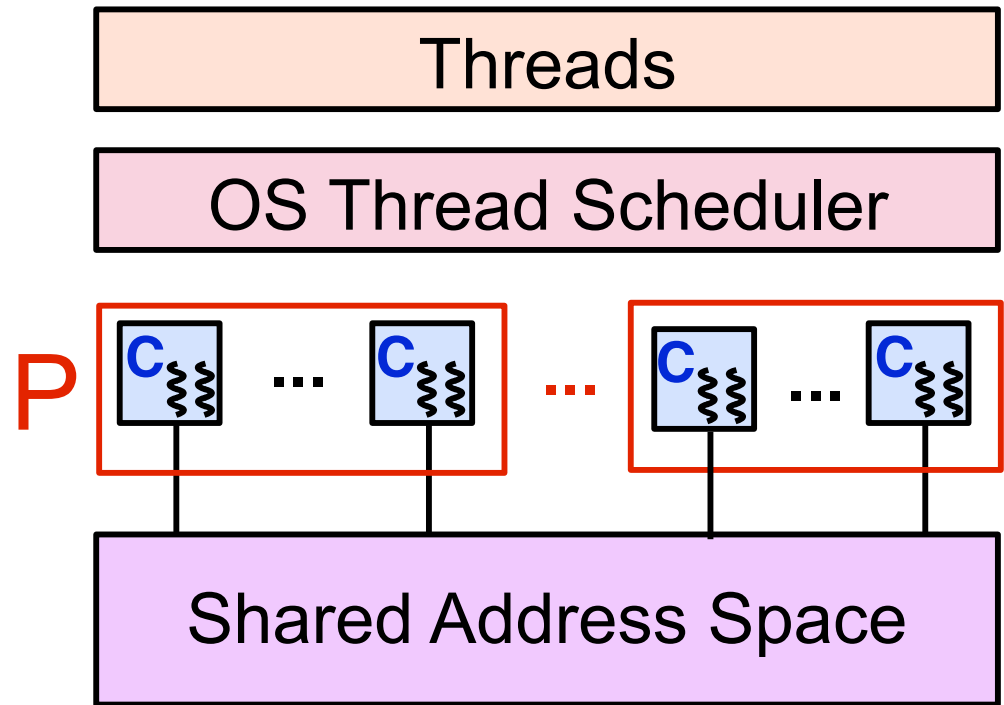 Threads
OS Thread Scheduler
P C ... C ... C ... C
Shared Address Space